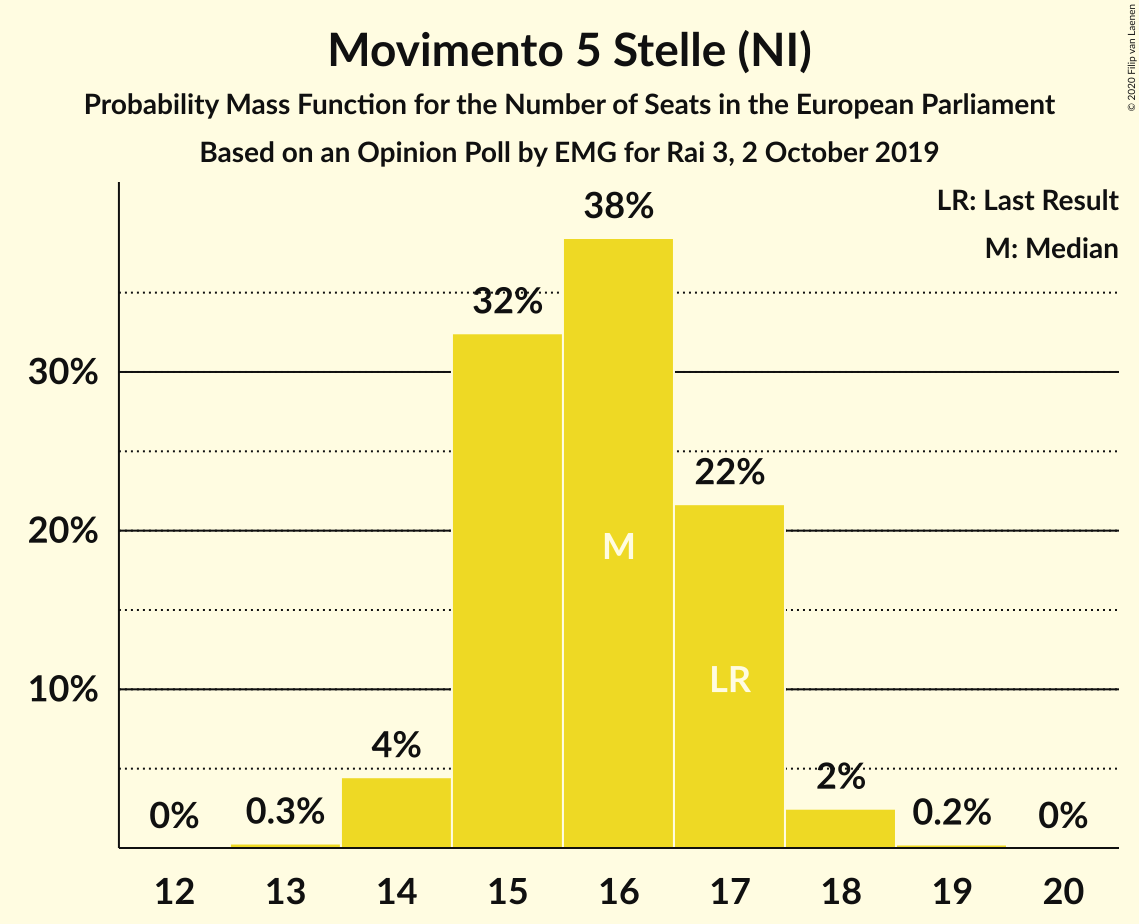 Movimento 5 Stelle (NI)
Probability Mass Function for the Number of Seats in the European Parliament
Based on an Opinion Poll by EMG for Rai 3, 2 October 2019
© 2020 Filip van Laenen
LR: Last Result
M: Median
38%
32%
30%
22%
20%
M
LR
10%
4%
2%
0%
0.3%
0.2%
0%
12 13 14 15 16 17 18 19 20